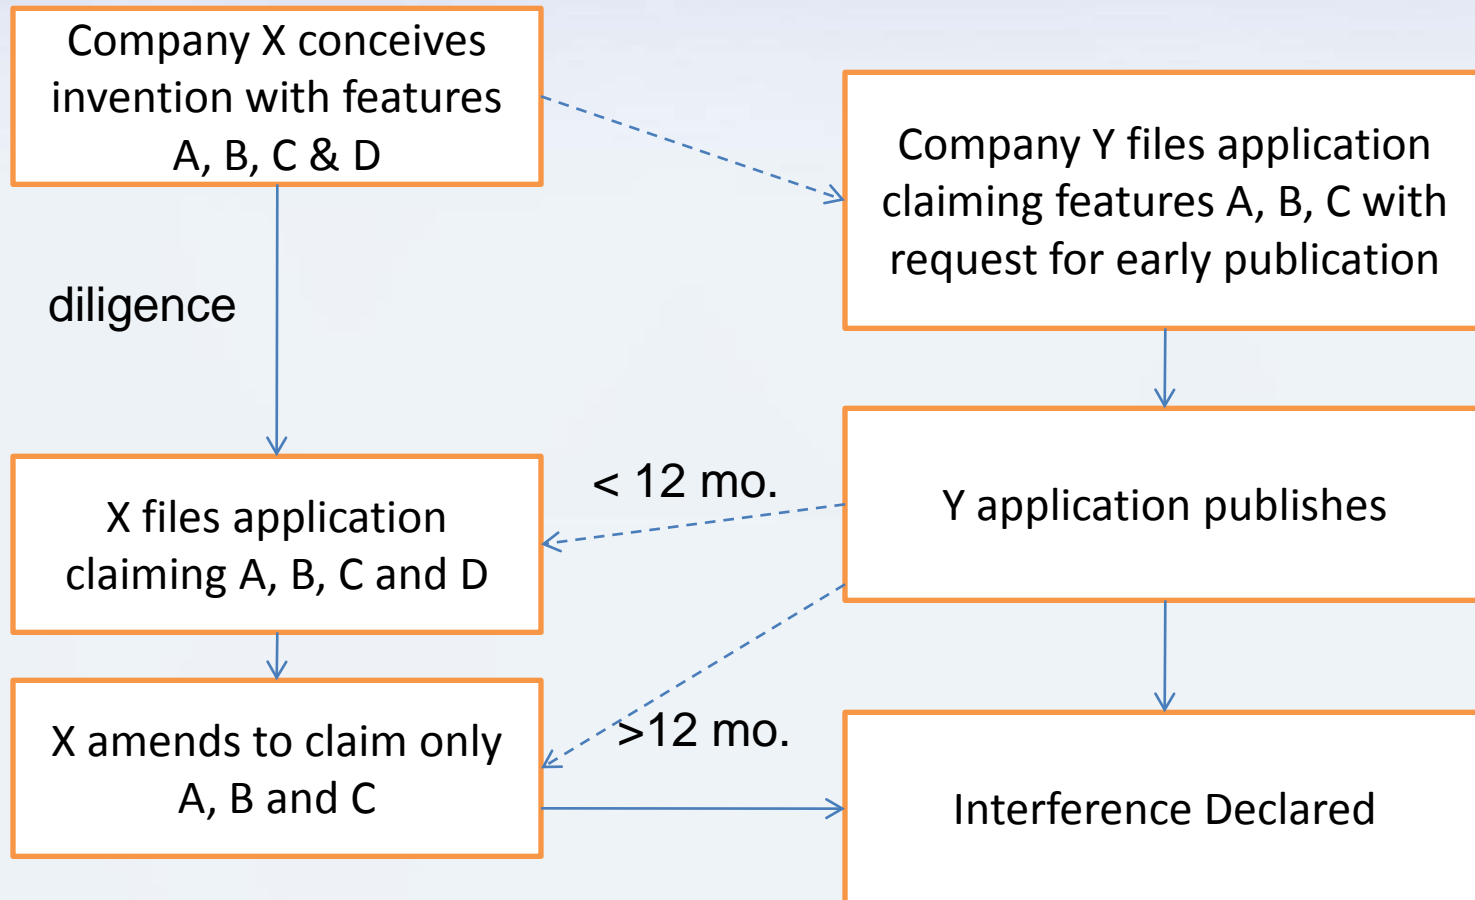 Company X conceives
invention with features
A, B, C & D
Company Y files application
claiming features A, B, C with
request for early publication
diligence
< 12 mo.
X files application
claiming A, B, C and D
Y application publishes
>12 mo.
X amends to claim only
A, B and C
Interference Declared